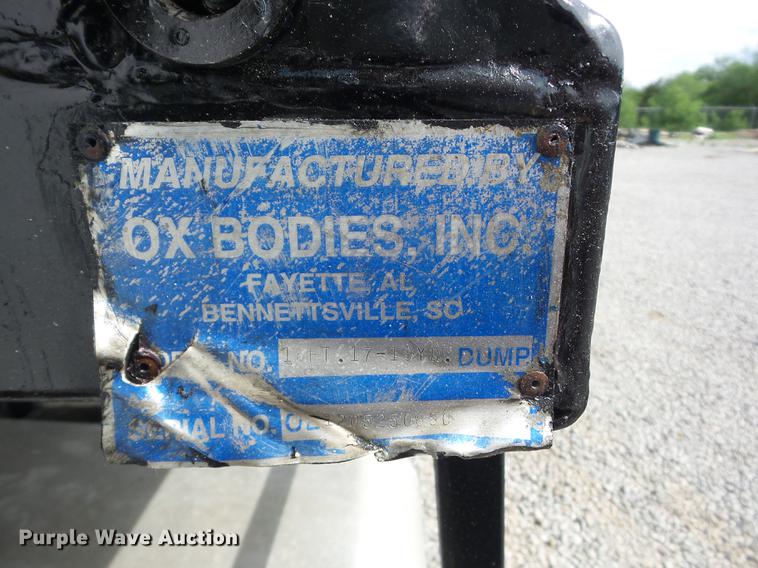 MANUFACTURED BY
OX BODIES, INC.
FAYETTE, AL
BENNETTSVILLE, SC
NO. DUMP
SERIAL NO.
Purple Wave Auction